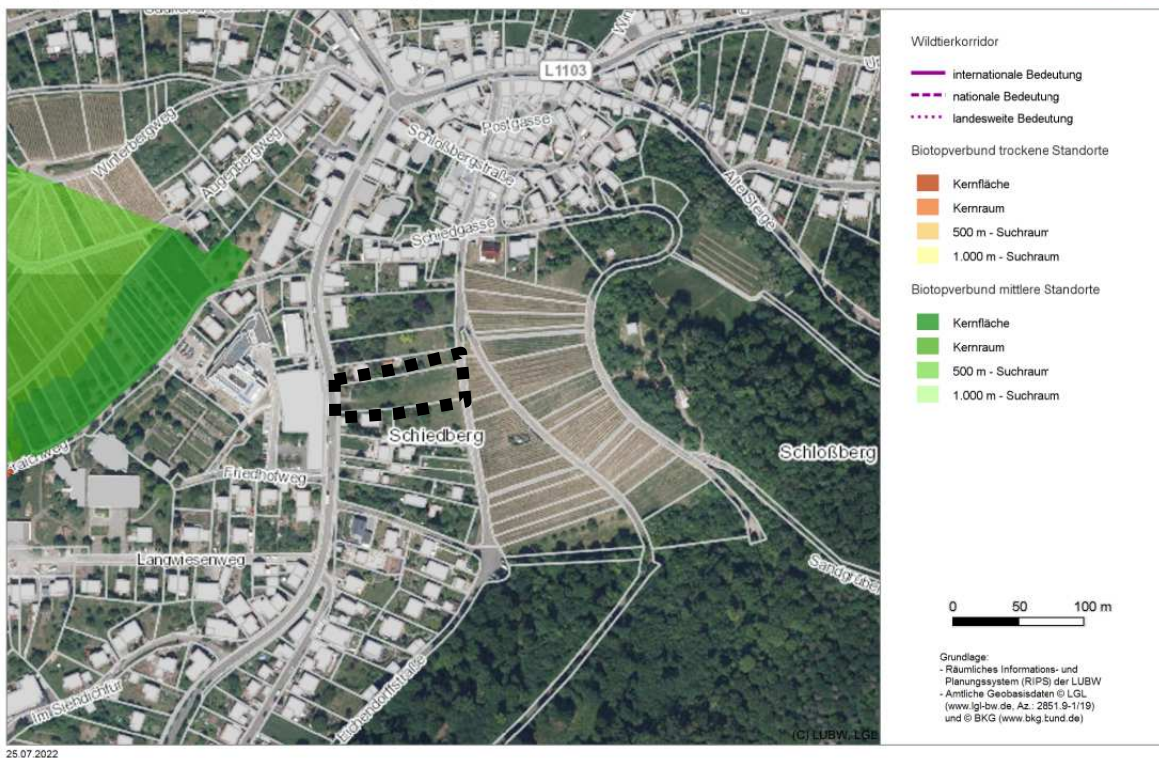 L1103
Winterbergweg
Augenbergweg
Postgasse
Schloßbergstraße
Schiedgasse
Alte Steige
Schiedberg
Schloßberg
Friedhofweg
Langwiesenweg
Im Siehdichfür
Eichendorffstraße
Sandgrube
(C) LUBW, LGL
Wildtierkorridor
internationale Bedeutung
nationale Bedeutung
landesweite Bedeutung
Biotopverbund trockene Standorte
Kernfläche
Kernraum
500 m - Suchraum
1.000 m - Suchraum
Biotopverbund mittlere Standorte
Kernfläche
Kernraum
500 m - Suchraum
1.000 m - Suchraum
0 50 100 m
Grundlage:
- Räumliches Informations- und
Planungssystem (RIPS) der LUBW
- Amtliche Geobasisdaten © LGL
(www.lgl-bw.de, Az.: 2851.9-1/19)
und © BKG (www.bkg.bund.de)
25.07.2022